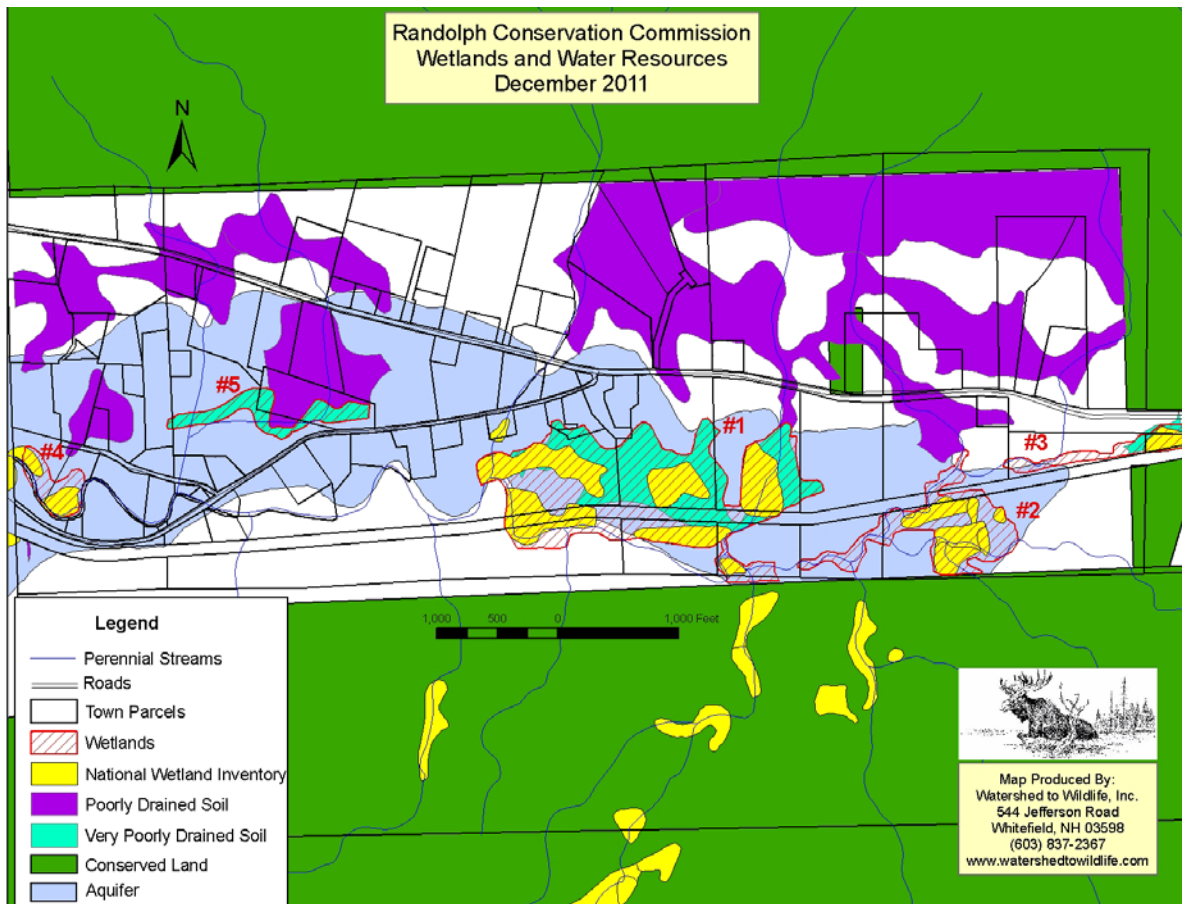 Randolph Conservation Commission
Wetlands and Water Resources
December 2011
N
#5
#1
#3
#4
#2
Legend
Perennial Streams
Roads
Town Parcels
Wetlands
National Wetland Inventory
Poorly Drained Soil
Very Poorly Drained Soil
Conserved Land
Aquifer
1,000 500 0 1,000 Feet
Map Produced By:
Watershed to Wildlife, Inc.
544 Jefferson Road
Whitefield, NH 03598
(603) 837-2367
www.watershedtowildlife.com